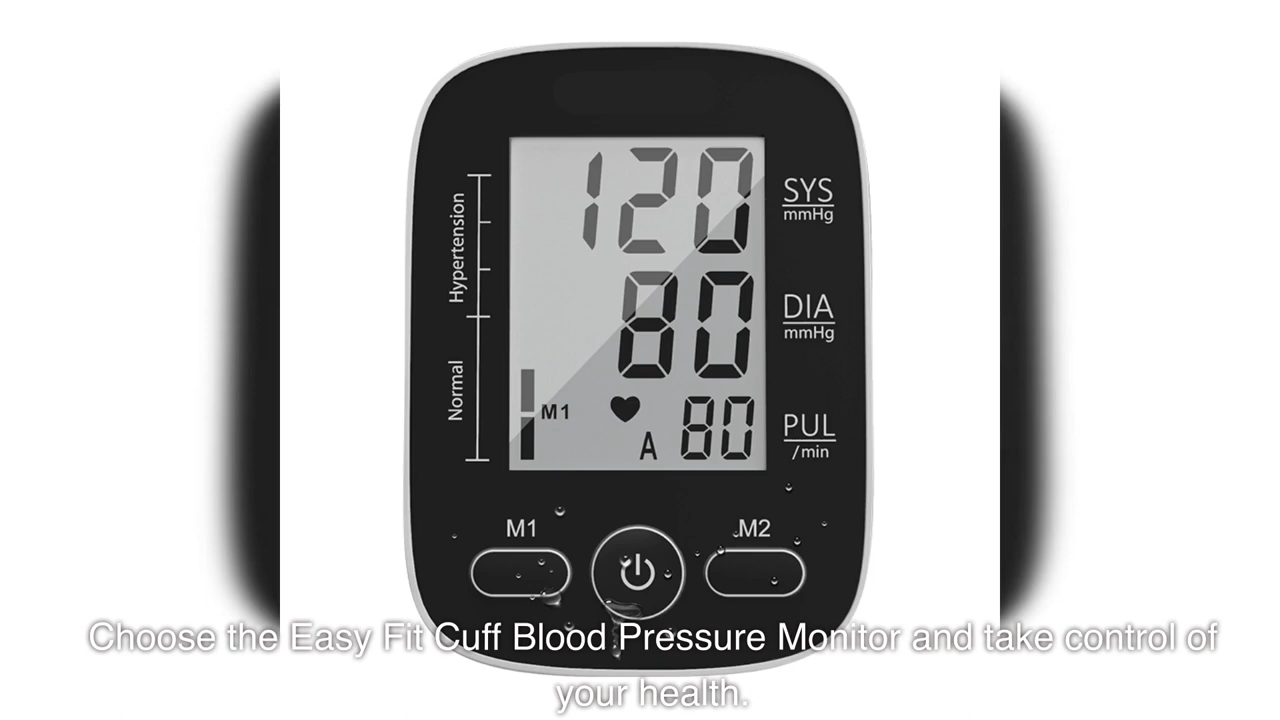 120
SYS
mmHg
Hypertension
80
DIA
mmHg
Normal
M1
A
80
PUL
/min
M1
M2
Choose the Easy Fit Cuff Blood Pressure Monitor and take control of
your health.